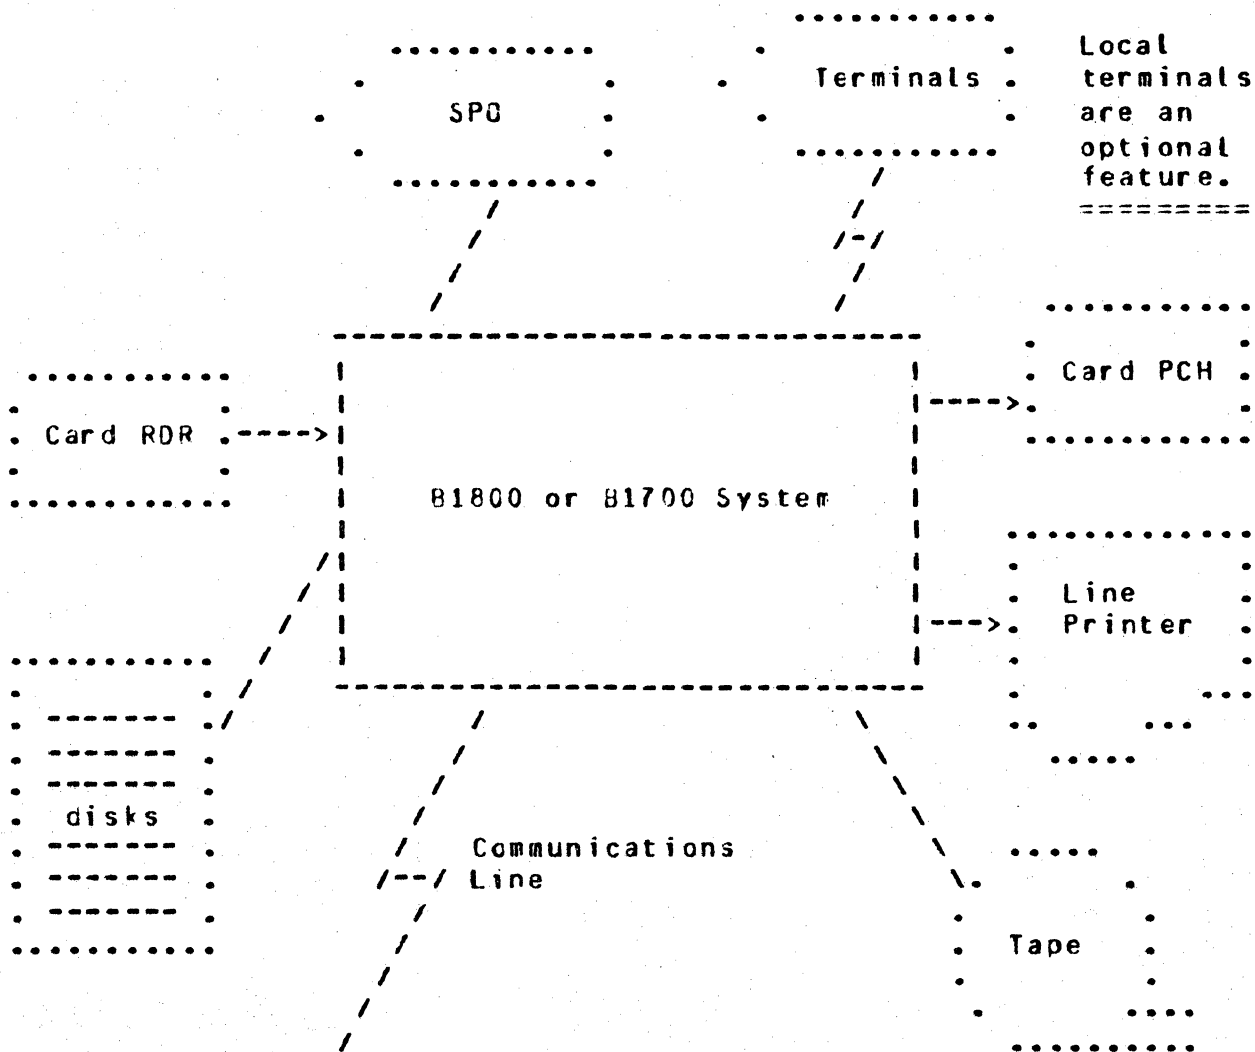 Terminals
Local
terminals
are an
optional
feature.
=========
SPO
Card PCH
Card RDR
B1800 or B1700 System
Line
Printer
disks
Communications
Line
Tape